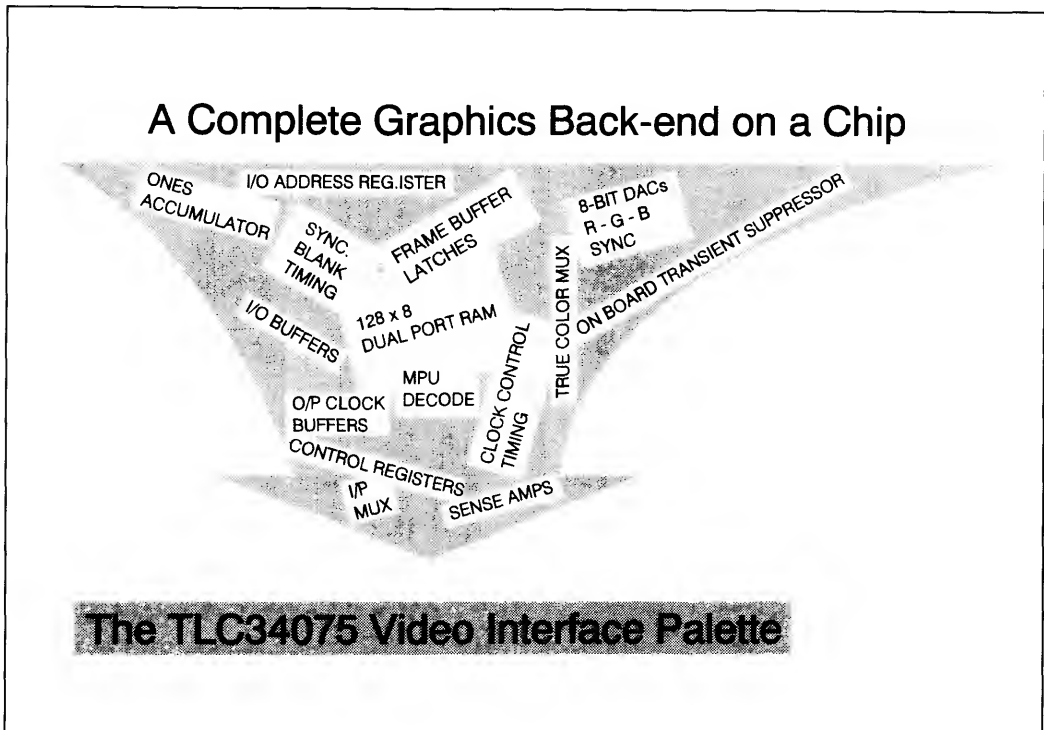 A Complete Graphics Back-end on a Chip
ONES
ACCUMULATOR
I/O ADDRESS REG.ISTER
SYNC.
BLANK
TIMING
FRAME BUFFER
LATCHES
8-BIT DACs
R - G - B
SYNC
ON BOARD TRANSIENT SUPPRESSOR
TRUE COLOR MUX
I/O BUFFERS
128 x 8
DUAL PORT RAM
MPU
DECODE
CLOCK CONTROL
TIMING
O/P CLOCK
BUFFERS
CONTROL REGISTERS
I/P
MUX
SENSE AMPS
The TLC34075 Video Interface Palette